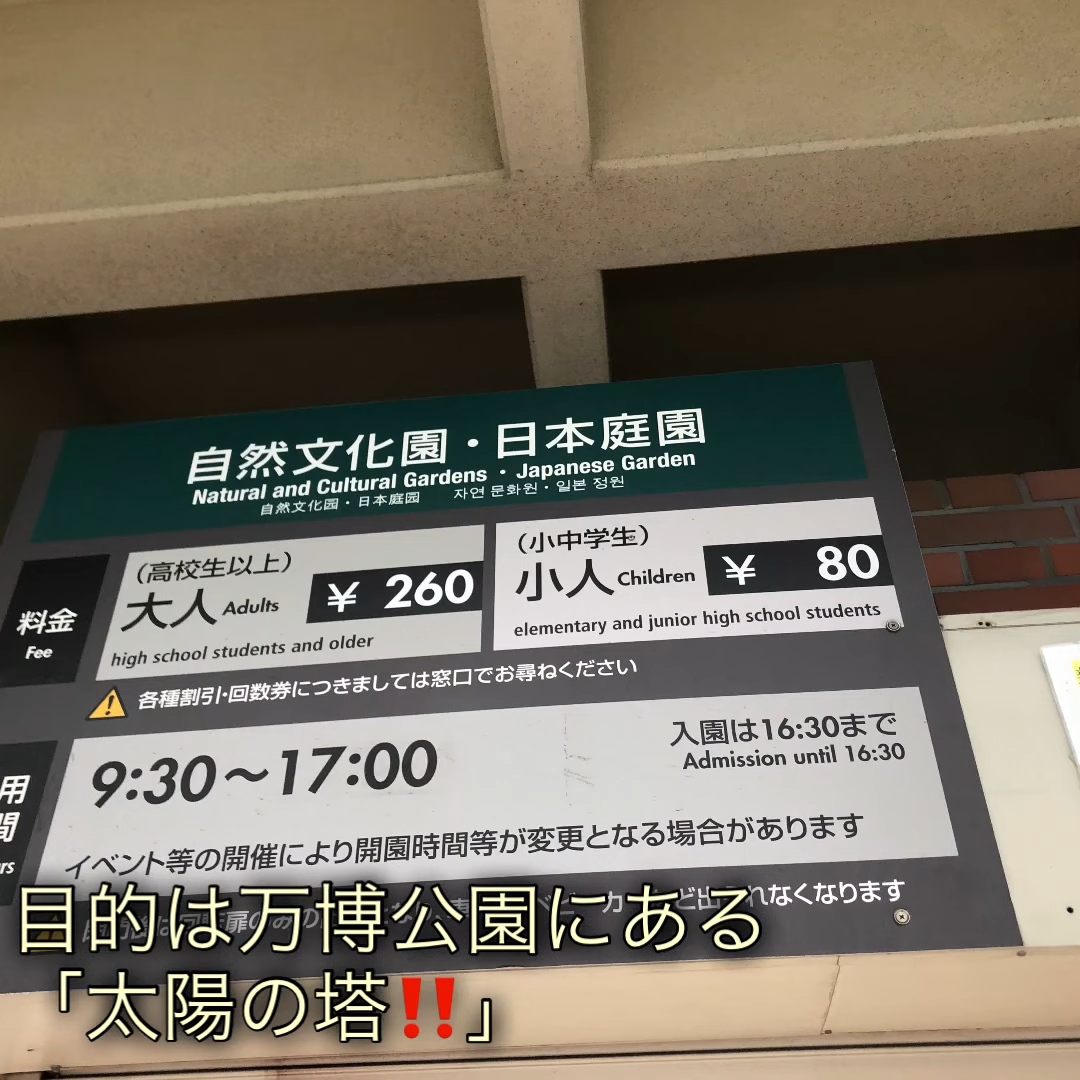 自然文化園・日本庭園
Natural and Cultural Gardens ・ Japanese Garden
自然文化园・日本庭园 자연 문화원・일본 정원
料金
Fee
（高校生以上）
大人 Adults ¥ 260
high school students and older
（小中学生）
小人 Children ¥ 80
elementary and junior high school students
各種割引・回数券につきましては窓口でお尋ねください
用
間
rs
9:30～17:00
入園は16:30まで
Admission until 16:30
イベント等の開催により開園時間等が変更となる場合があります
なくなります
目的は万博公園にある
「太陽の塔‼️」